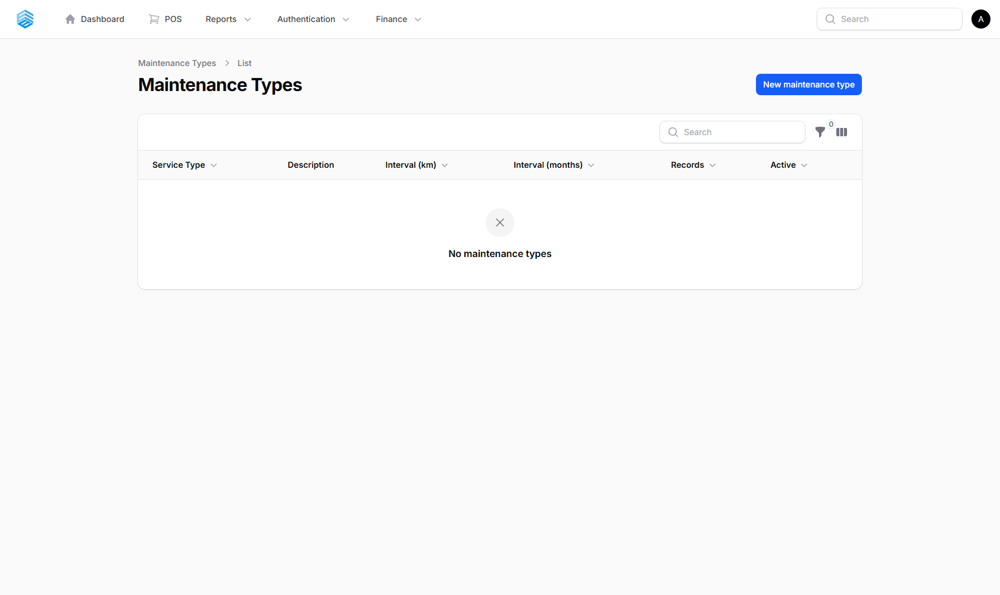 Dashboard
POS
Reports
Authentication
Finance
Search
A
Maintenance Types
List
Maintenance Types
New maintenance type
Search
0
Service Type
Description
Interval (km)
Interval (months)
Records
Active
No maintenance types